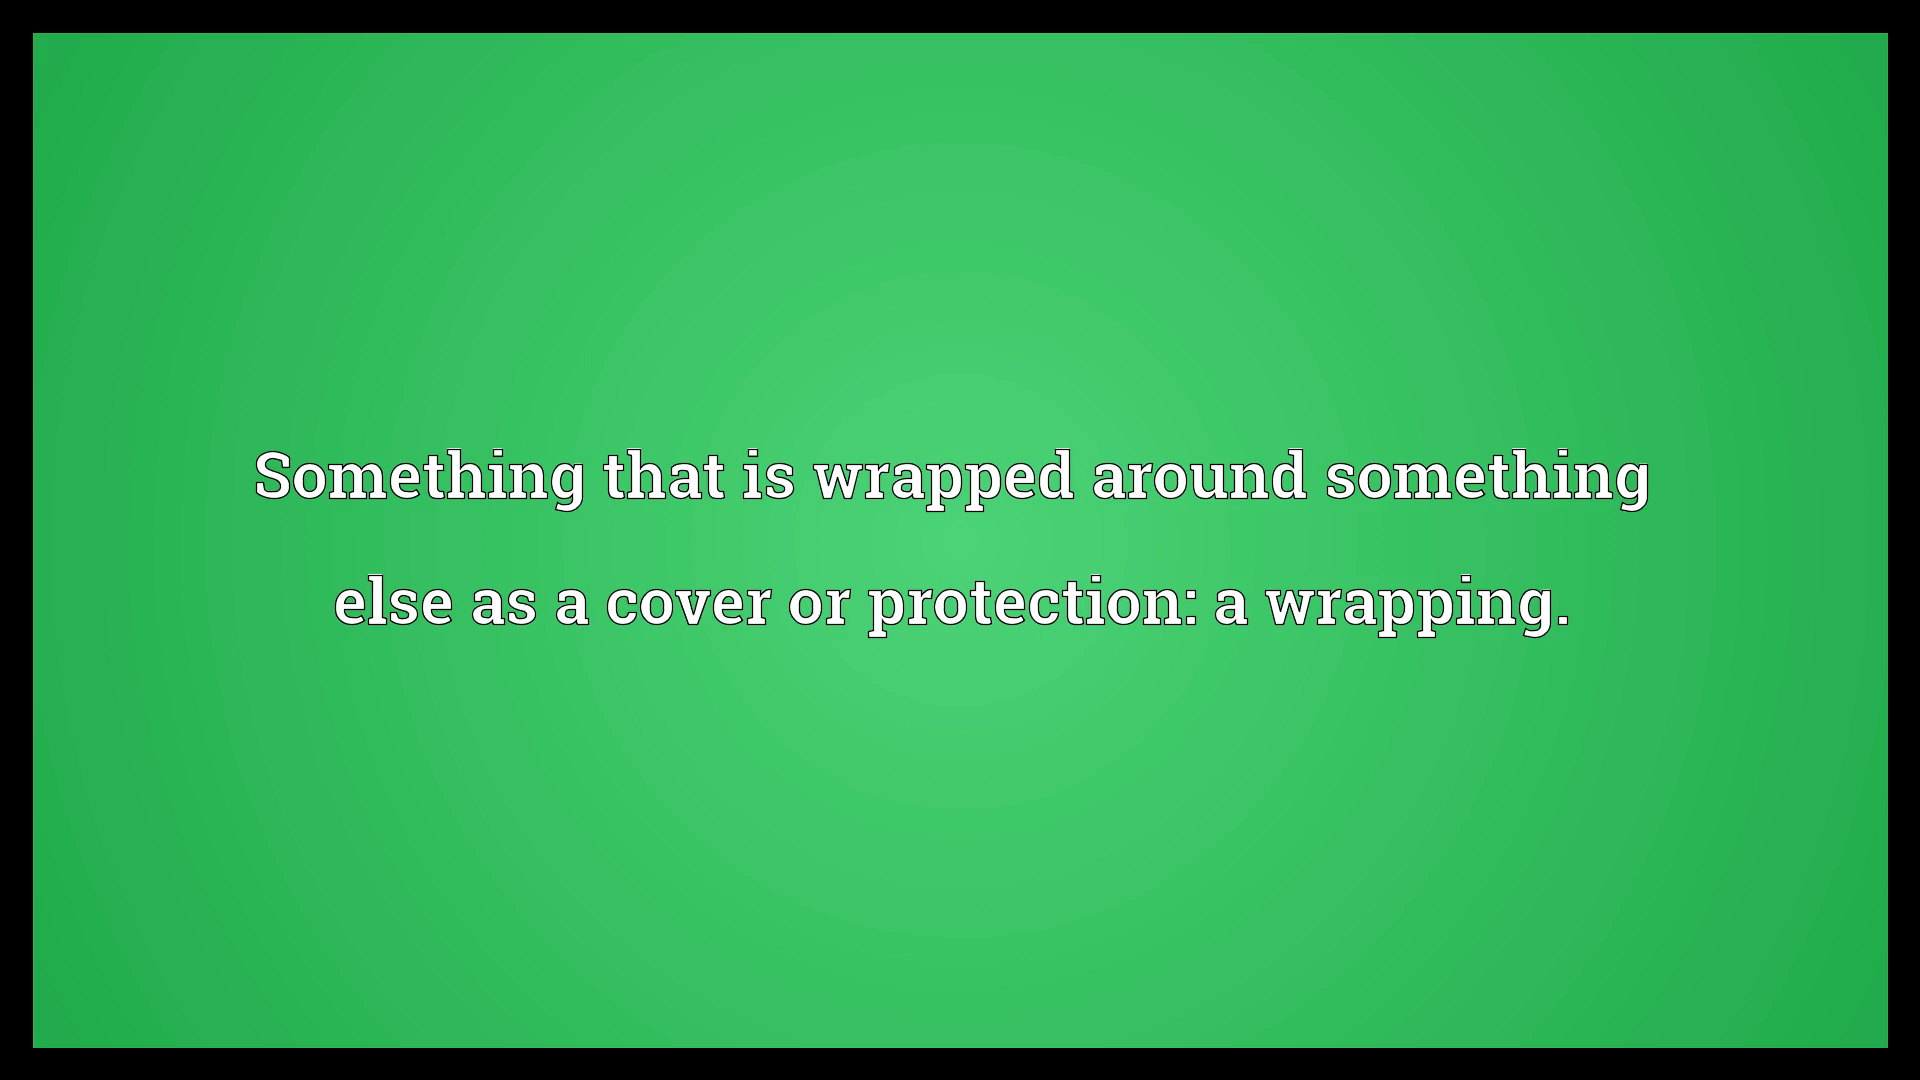 Something that is wrapped around something
else as a cover or protection: a wrapping.